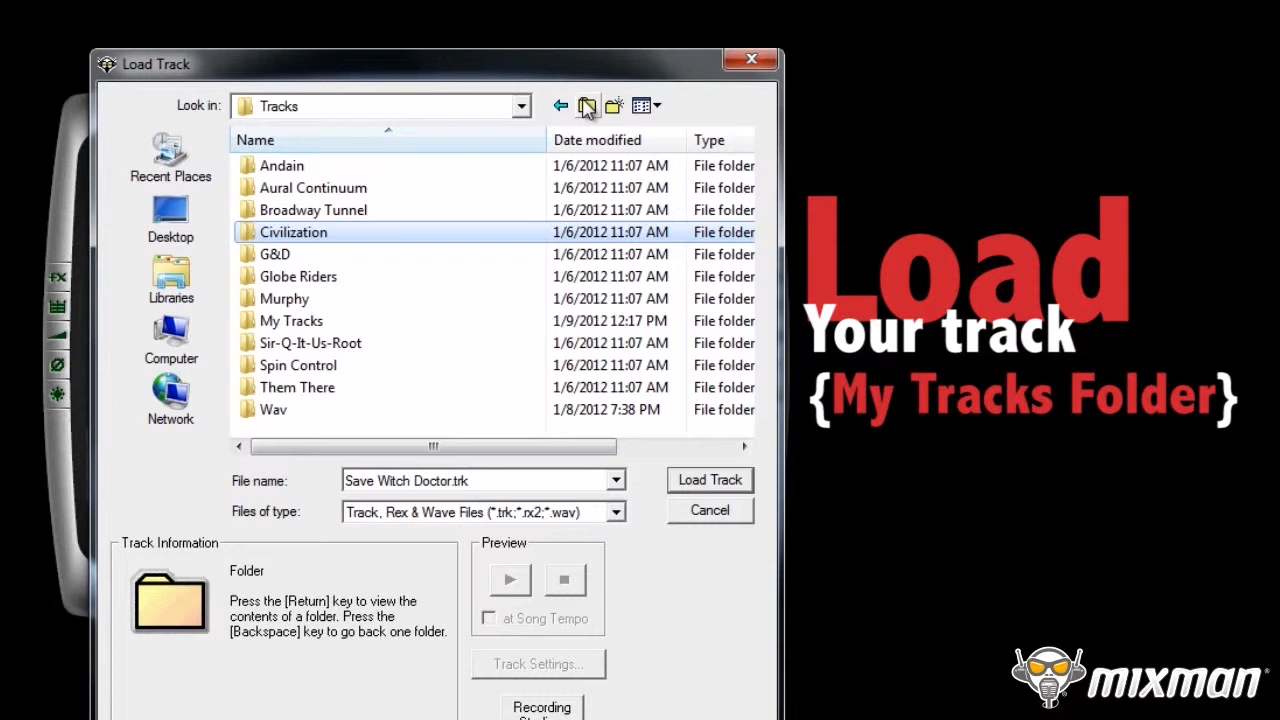 Load Track
Look in: Tracks
Name Date modified Type
Andain 1/6/2012 11:07 AM File folder
Aural Continuum 1/6/2012 11:07 AM File folder
Broadway Tunnel 1/6/2012 11:07 AM File folder
Civilization 1/6/2012 11:07 AM File folder
G&D 1/6/2012 11:07 AM File folder
Globe Riders 1/6/2012 11:07 AM File folder
Murphy 1/6/2012 11:07 AM File folder
My Tracks 1/9/2012 12:17 PM File folder
Sir-Q-It-Us-Root 1/6/2012 11:07 AM File folder
Spin Control 1/6/2012 11:07 AM File folder
Them There 1/6/2012 11:07 AM File folder
Wav 1/8/2012 7:38 PM File folder
Recent Places
Desktop
Libraries
Computer
Network
FX
File name: Save Witch Doctor.trk Load Track
Files of type: Track, Rex & Wave Files (*.trk;*.rx2;*.wav) Cancel
Track Information
Folder
Press the [Return] key to view the
contents of a folder. Press the
[Backspace] key to go back one folder.
Preview
at Song Tempo
Track Settings...
Recording
Load
Your track
{My Tracks Folder}
mixman